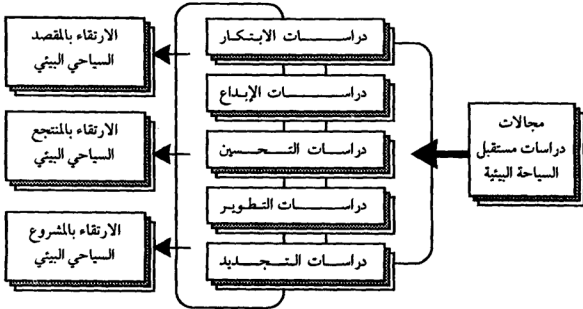 مجالات
دراسات مستقبل
السياحة البيئية
دراسات الابتكار
دراسات الإبداع
دراسات التحسين
دراسات التطوير
دراسات التجديد
الارتقاء بالمقصد
السياحي البيئي
الارتقاء بالمنتجع
السياحي البيئي
الارتقاء بالمشروع
السياحي البيئي